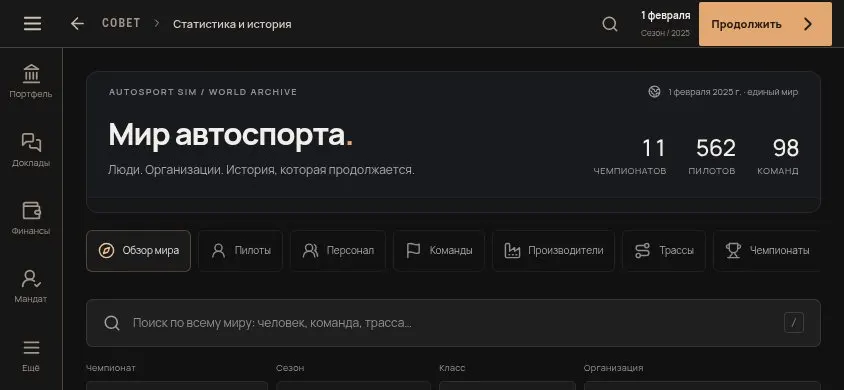 СОВЕТ
Статистика и история
1 февраля
Сезон / 2025
Продолжить
Портфель
Доклады
Финансы
Мандат
Ещё
AUTOSPORT SIM / WORLD ARCHIVE
1 февраля 2025 г. · единый мир
Мир автоспорта.
Люди. Организации. История, которая продолжается.
11
ЧЕМПИОНАТОВ
562
ПИЛОТОВ
98
КОМАНД
Обзор мира
Пилоты
Персонал
Команды
Производители
Трассы
Чемпионаты
Поиск по всему миру: человек, команда, трасса...
/
Чемпионат
Сезон
Класс
Организация